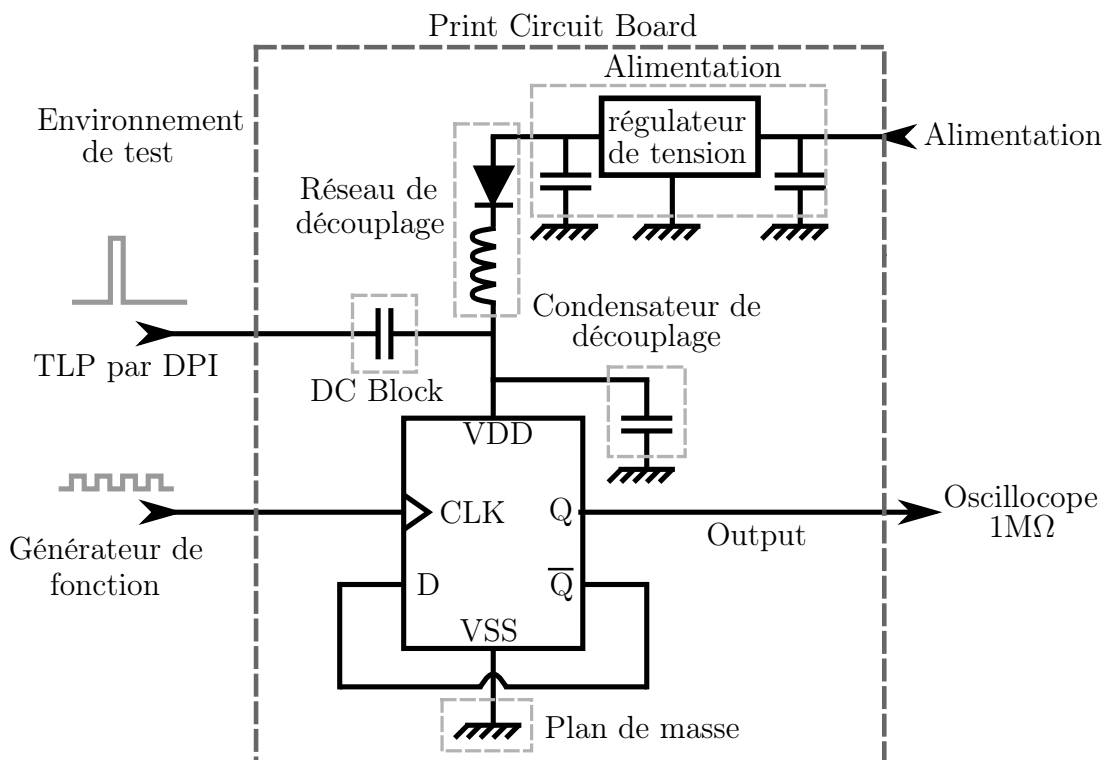 Print Circuit Board
Alimentation
Environnement
de test
régulateur
de tension
Alimentation
Réseau de
découplage
Condensateur de
découplage
TLP par DPI
DC Block
VDD
CLK
Q
Output
Oscillocope
1MΩ
Générateur de
fonction
D
Q̅
VSS
Plan de masse